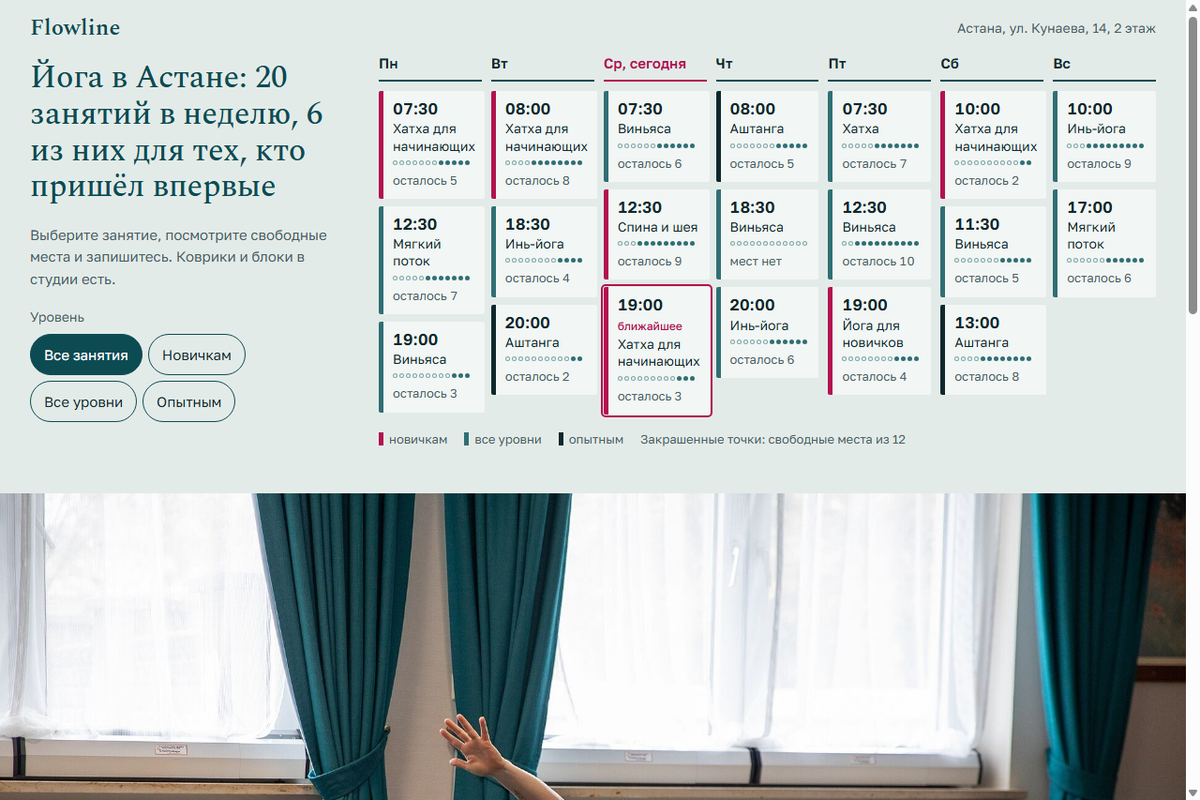 Flowline
Астана, ул. Кунаева, 14, 2 этаж
Йога в Астане: 20
занятий в неделю, 6
из них для тех, кто
пришёл впервые
Выберите занятие, посмотрите свободные
места и запишитесь. Коврики и блоки в
студии есть.
Уровень
Все занятия
Новичкам
Все уровни
Опытным
Пн
07:30
Хатха для
начинающих
осталось 5
12:30
Мягкий
поток
осталось 7
19:00
Виньяса
осталось 3
Вт
08:00
Хатха для
начинающих
осталось 8
18:30
Инь-йога
осталось 4
20:00
Аштанга
осталось 2
Ср, сегодня
07:30
Виньяса
осталось 6
12:30
Спина и шея
осталось 9
19:00
ближайшее
Хатха для
начинающих
осталось 3
Чт
08:00
Аштанга
осталось 5
18:30
Виньяса
мест нет
20:00
Инь-йога
осталось 6
Пт
07:30
Хатха
осталось 7
12:30
Виньяса
осталось 10
19:00
Йога для
новичков
осталось 4
Сб
10:00
Хатха для
начинающих
осталось 2
11:30
Виньяса
осталось 5
13:00
Аштанга
осталось 8
Вс
10:00
Инь-йога
осталось 9
17:00
Мягкий
поток
осталось 6
новичкам
все уровни
опытным
Закрашенные точки: свободные места из 12